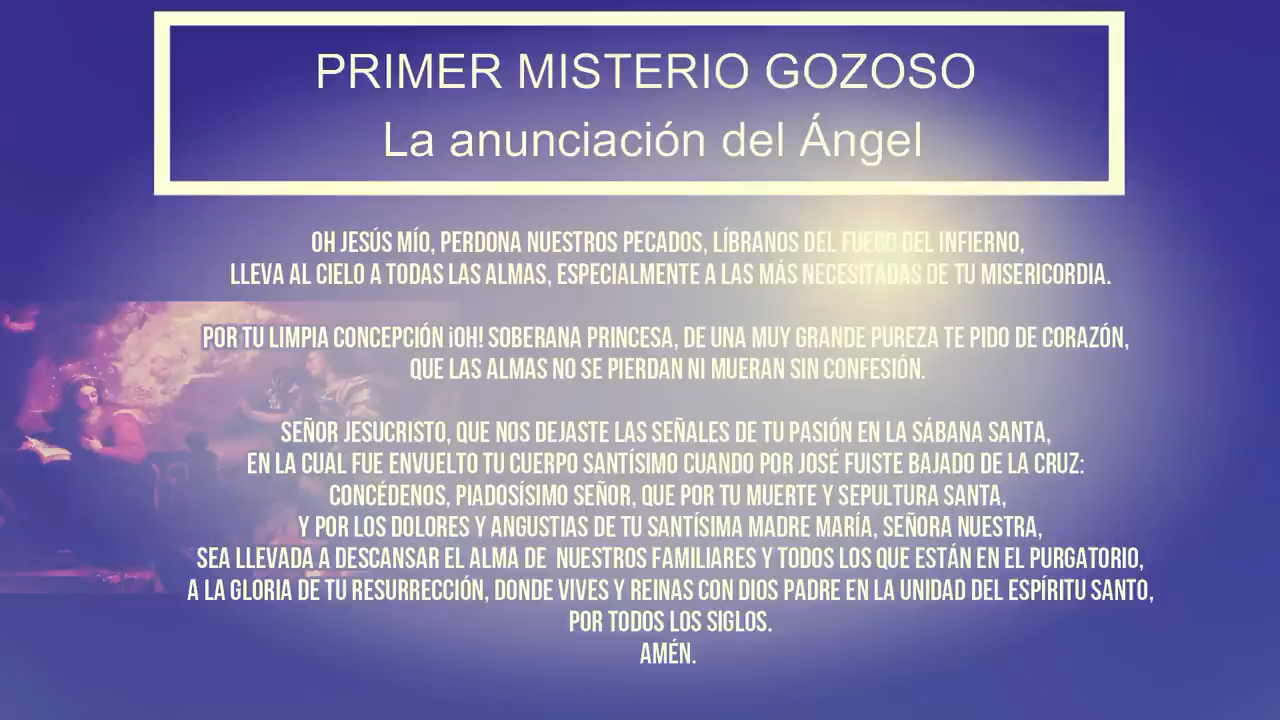 PRIMER MISTERIO GOZOSO
La anunciación del Ángel
OH JESÚS MÍO, PERDONA NUESTROS PECADOS, LÍBRANOS DEL FUEGO DEL INFIERNO,
LLEVA AL CIELO A TODAS LAS ALMAS, ESPECIALMENTE A LAS MÁS NECESITADAS DE TU MISERICORDIA.
POR TU LIMPIA CONCEPCIÓN ¡OH! SOBERANA PRINCESA, DE UNA MUY GRANDE PUREZA TE PIDO DE CORAZÓN,
QUE LAS ALMAS NO SE PIERDAN NI MUERAN SIN CONFESIÓN.
SEÑOR JESUCRISTO, QUE NOS DEJASTE LAS SEÑALES DE TU PASIÓN EN LA SÁBANA SANTA,
EN LA CUAL FUE ENVUELTO TU CUERPO SANTÍSIMO CUANDO POR JOSÉ FUISTE BAJADO DE LA CRUZ:
CONCÉDENOS, PIADOSÍSIMO SEÑOR, QUE POR TU MUERTE Y SEPULTURA SANTA,
Y POR LOS DOLORES Y ANGUSTIAS DE TU SANTÍSIMA MADRE MARÍA, SEÑORA NUESTRA,
SEA LLEVADA A DESCANSAR EL ALMA DE  NUESTROS FAMILIARES Y TODOS LOS QUE ESTÁN EN EL PURGATORIO,
A LA GLORIA DE TU RESURRECCIÓN, DONDE VIVES Y REINAS CON DIOS PADRE EN LA UNIDAD DEL ESPÍRITU SANTO,
POR TODOS LOS SIGLOS.
AMÉN.